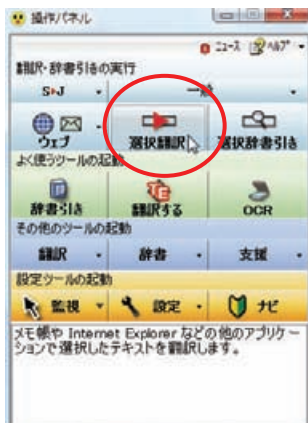 操作パネル
ニュース ヘルプ
翻訳・辞書引きの実行
S▸J 一般
ウェブ 選択翻訳 選択辞書引き
よく使うツールの起動
辞書引き 翻訳する OCR
その他のツールの起動
翻訳 辞書 支援
設定ツールの起動
監視 設定 ナビ
メモ帳や Internet Explorer などの他のアプリケー
ションで選択したテキストを翻訳します。